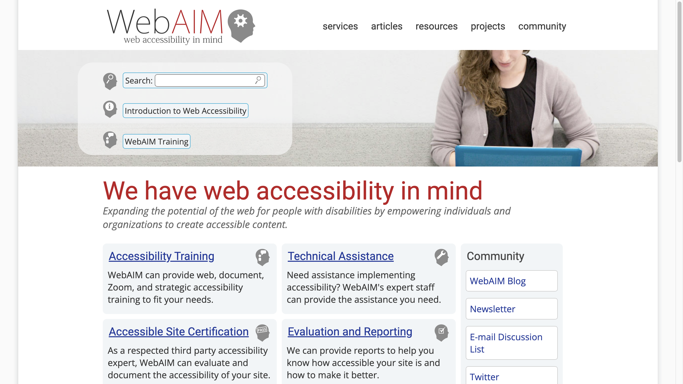 WebAIM
web accessibility in mind
services articles resources projects community
Search:
Introduction to Web Accessibility
WebAIM Training
We have web accessibility in mind
Expanding the potential of the web for people with disabilities by empowering individuals and
organizations to create accessible content.
Accessibility Training
WebAIM can provide web, document,
Zoom, and strategic accessibility
training to fit your needs.
Technical Assistance
Need assistance implementing
accessibility? WebAIM's expert staff
can provide the assistance you need.
Accessible Site Certification
As a respected third party accessibility
expert, WebAIM can evaluate and
document the accessibility of your site.
Evaluation and Reporting
We can provide reports to help you
know how accessible your site is and
how to make it better.
Community
WebAIM Blog
Newsletter
E-mail Discussion
List
Twitter